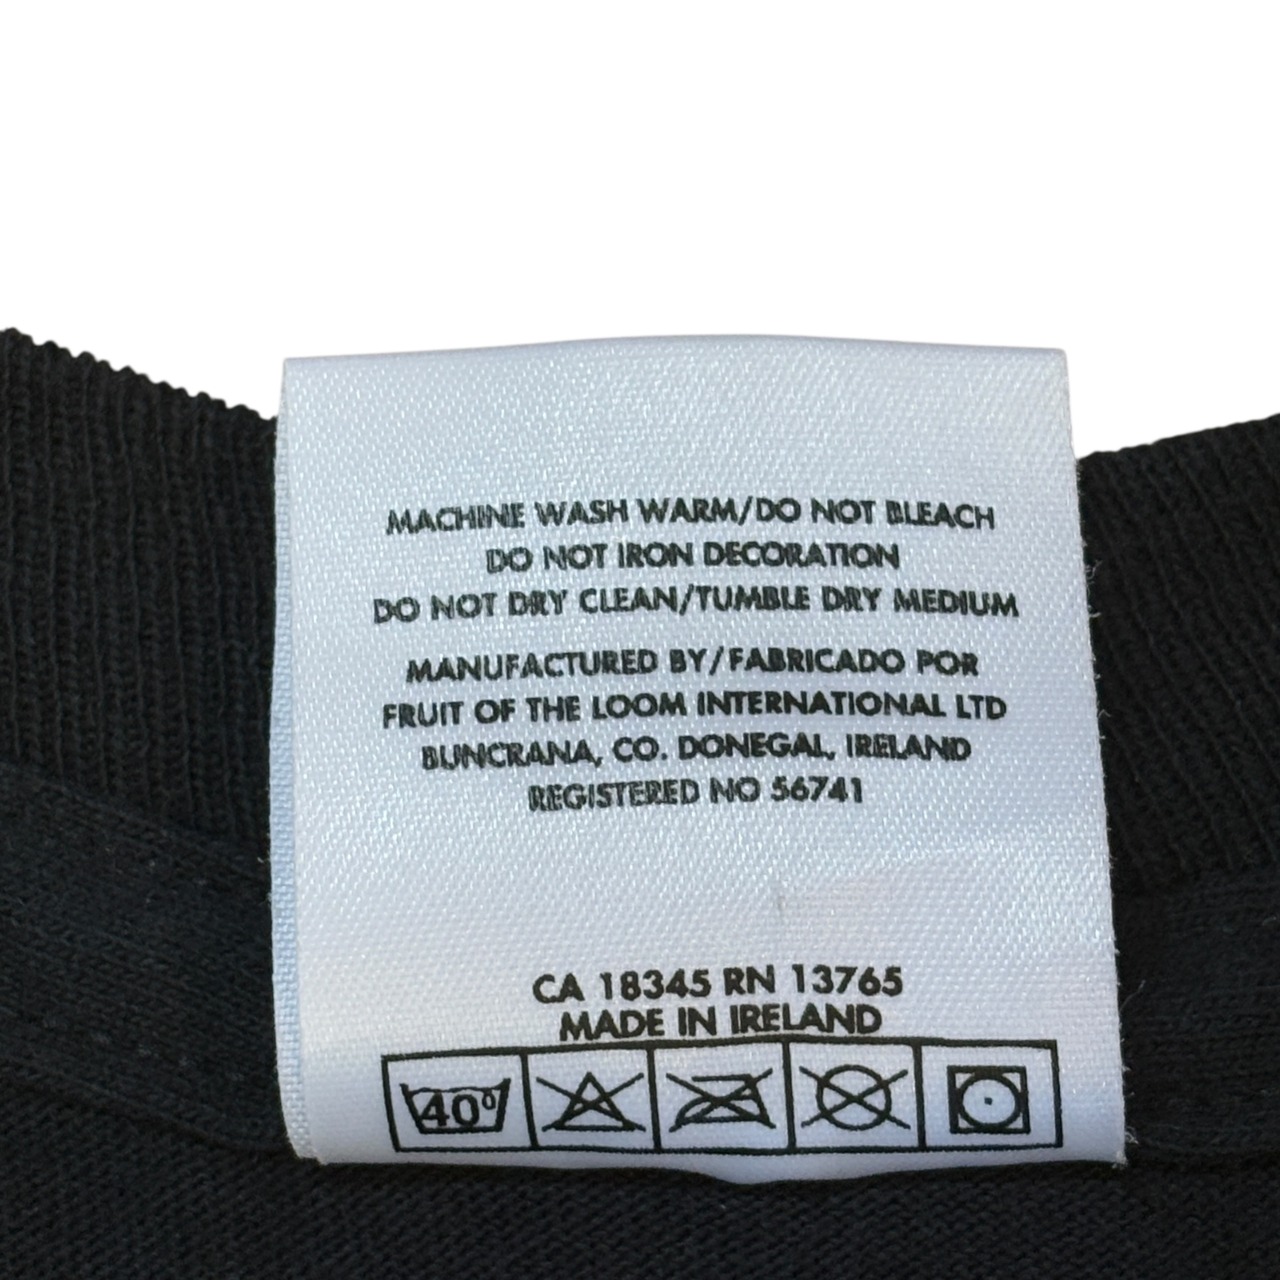 MACHINE WASH WARM/DO NOT BLEACH
DO NOT IRON DECORATION
DO NOT DRY CLEAN/TUMBLE DRY MEDIUM
MANUFACTURED BY/FABRICADO POR
FRUIT OF THE LOOM INTERNATIONAL LTD
BUNCRANA, CO. DONEGAL, IRELAND
REGISTERED NO 56741
CA 18345 RN 13765
MADE IN IRELAND
40°